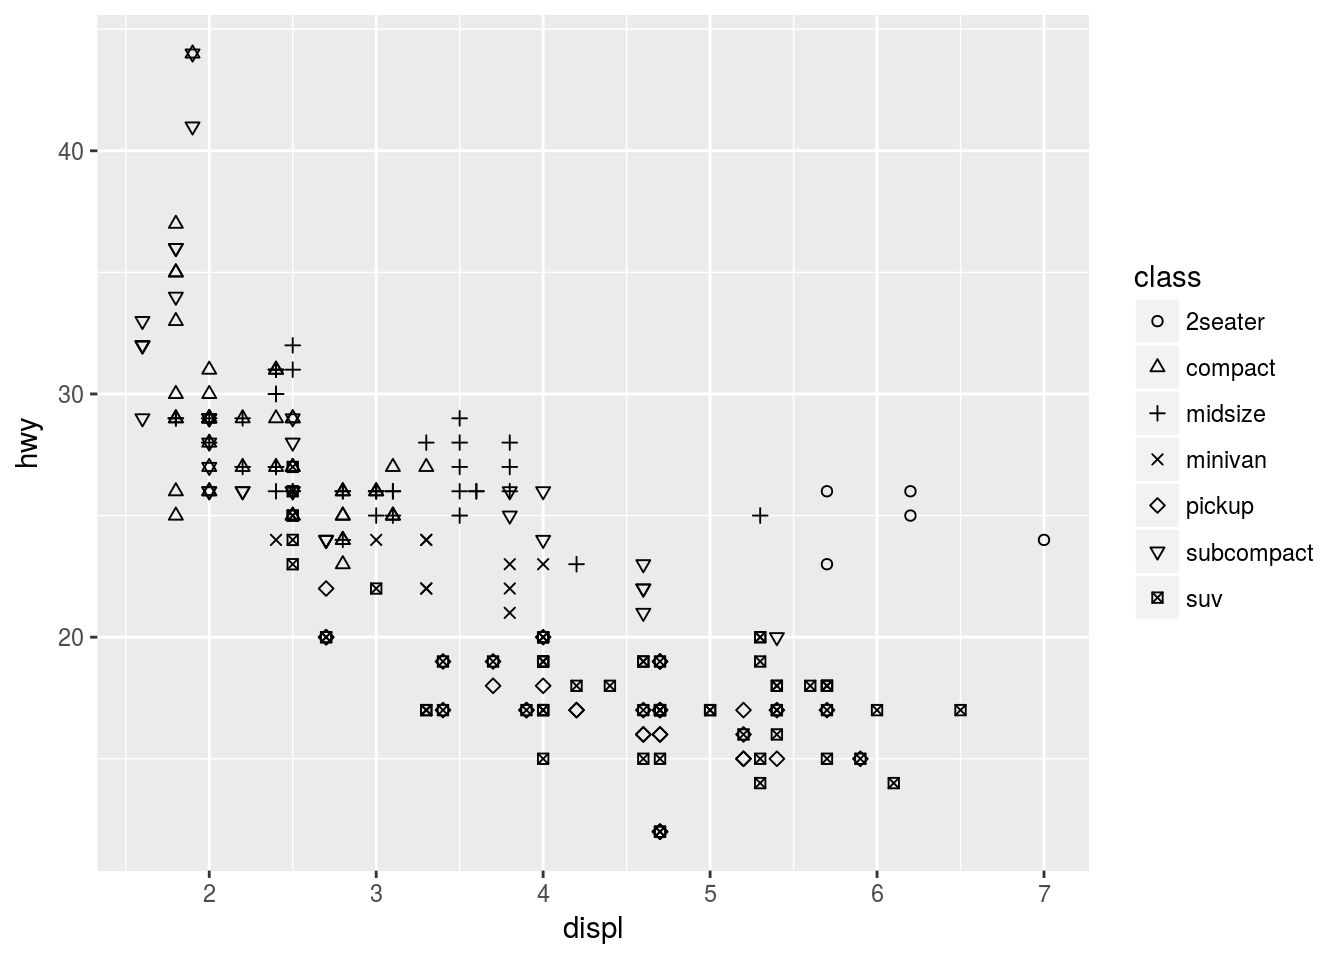 40
30
20
hwy
2 3 4 5 6 7
displ
class
2seater
compact
midsize
minivan
pickup
subcompact
suv